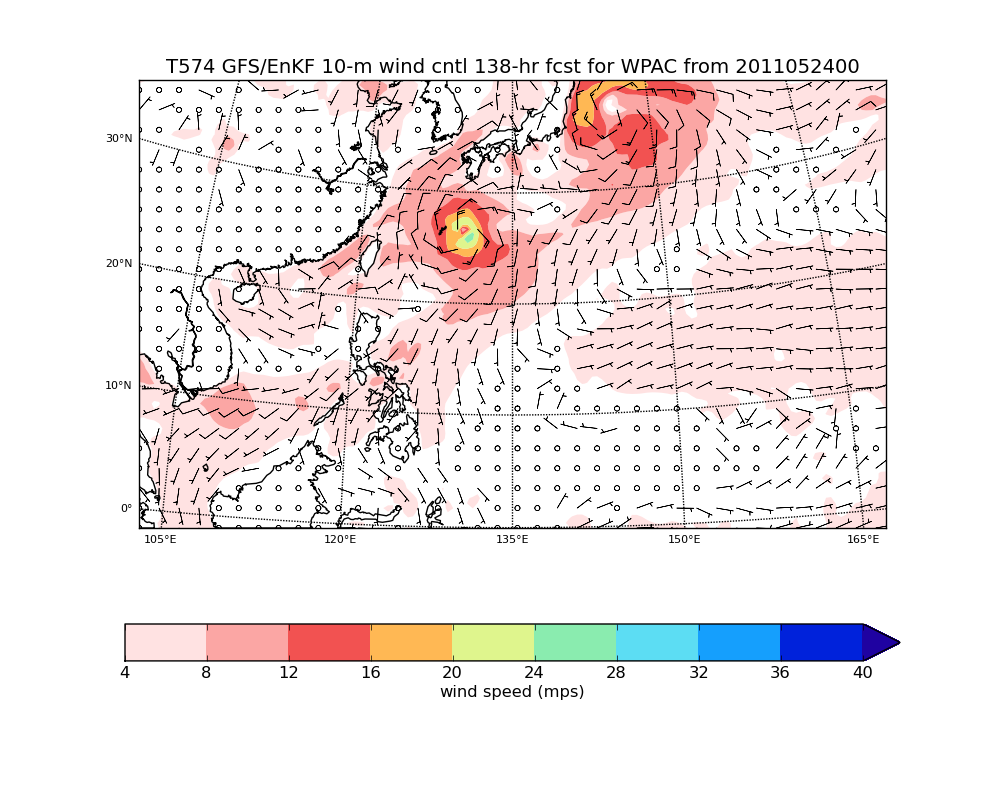 T574 GFS/EnKF 10-m wind cntl 138-hr fcst for WPAC from 2011052400
30°N
20°N
10°N
0°
105°E 120°E 135°E 150°E 165°E
4 8 12 16 20 24 28 32 36 40
wind speed (mps)